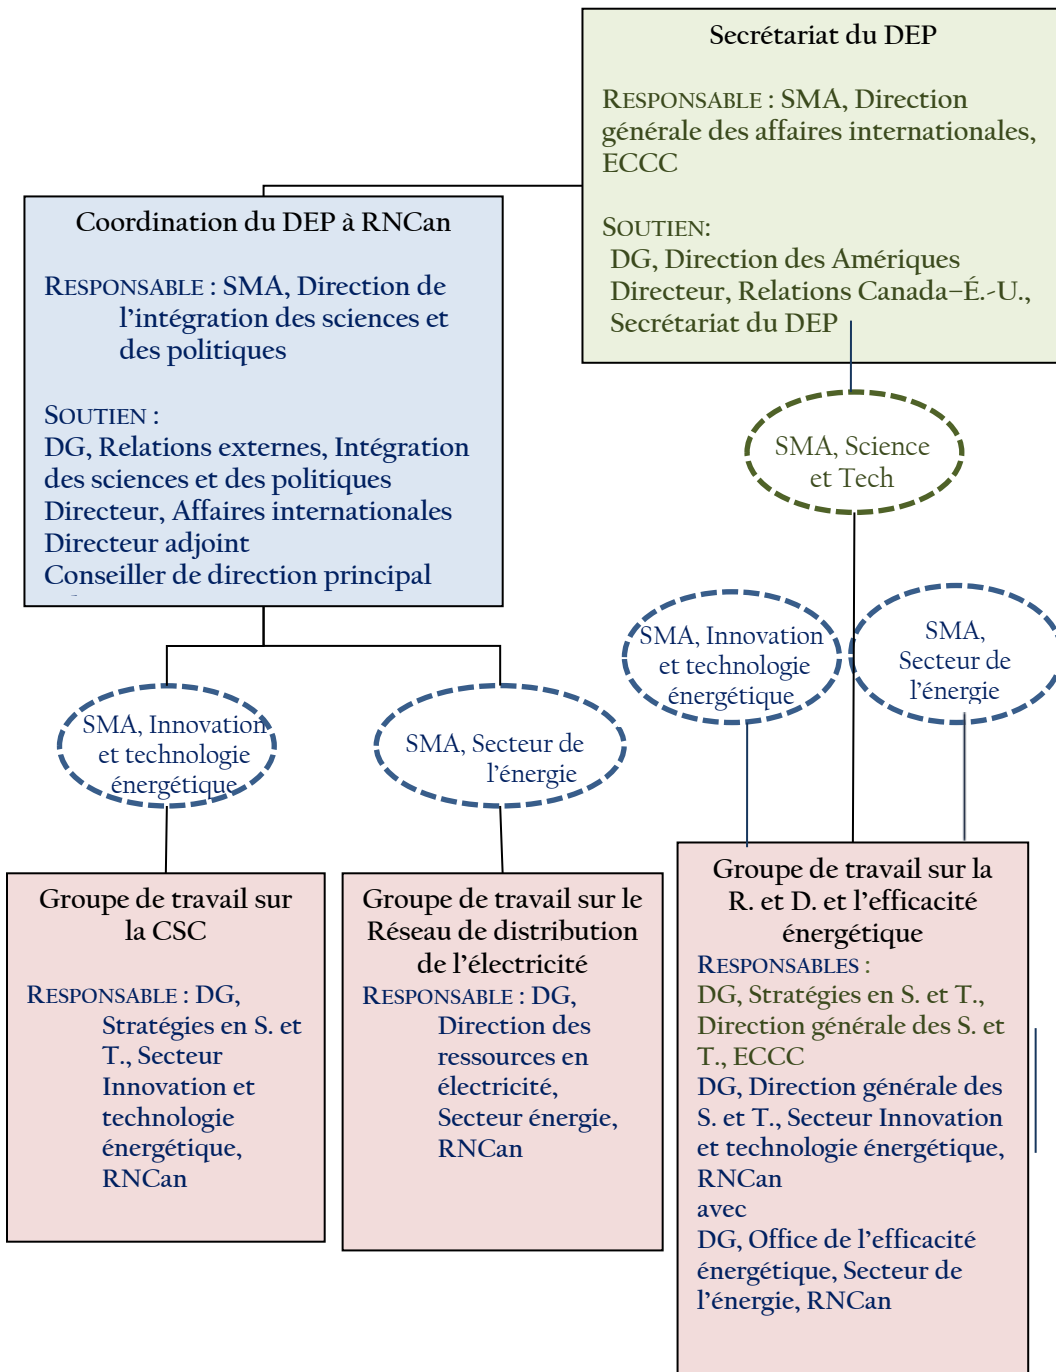 Secrétariat du DEP
RESPONSABLE : SMA, Direction
générale des affaires internationales,
ECCC
SOUTIEN:
DG, Direction des Amériques
Directeur, Relations Canada–É.-U.,
Secrétariat du DEP
Coordination du DEP à RNCan
RESPONSABLE : SMA, Direction de
l’intégration des sciences et
des politiques
SOUTIEN :
DG, Relations externes, Intégration
des sciences et des politiques
Directeur, Affaires internationales
Directeur adjoint
Conseiller de direction principal
SMA, Science
et Tech
SMA, Innovation
et technologie
énergétique
SMA,
Secteur de
l’énergie
SMA, Innovation
et technologie
énergétique
SMA, Secteur de
l’énergie
Groupe de travail sur
la CSC
RESPONSABLE : DG,
Stratégies en S. et
T., Secteur
Innovation et
technologie
énergétique,
RNCan
Groupe de travail sur le
Réseau de distribution
de l’électricité
RESPONSABLE : DG,
Direction des
ressources en
électricité,
Secteur énergie,
RNCan
Groupe de travail sur la
R. et D. et l’efficacité
énergétique
RESPONSABLES :
DG, Stratégies en S. et T.,
Direction générale des S. et
T., ECCC
DG, Direction générale des
S. et T., Secteur Innovation
et technologie énergétique,
RNCan
avec
DG, Office de l’efficacité
énergétique, Secteur de
l’énergie, RNCan